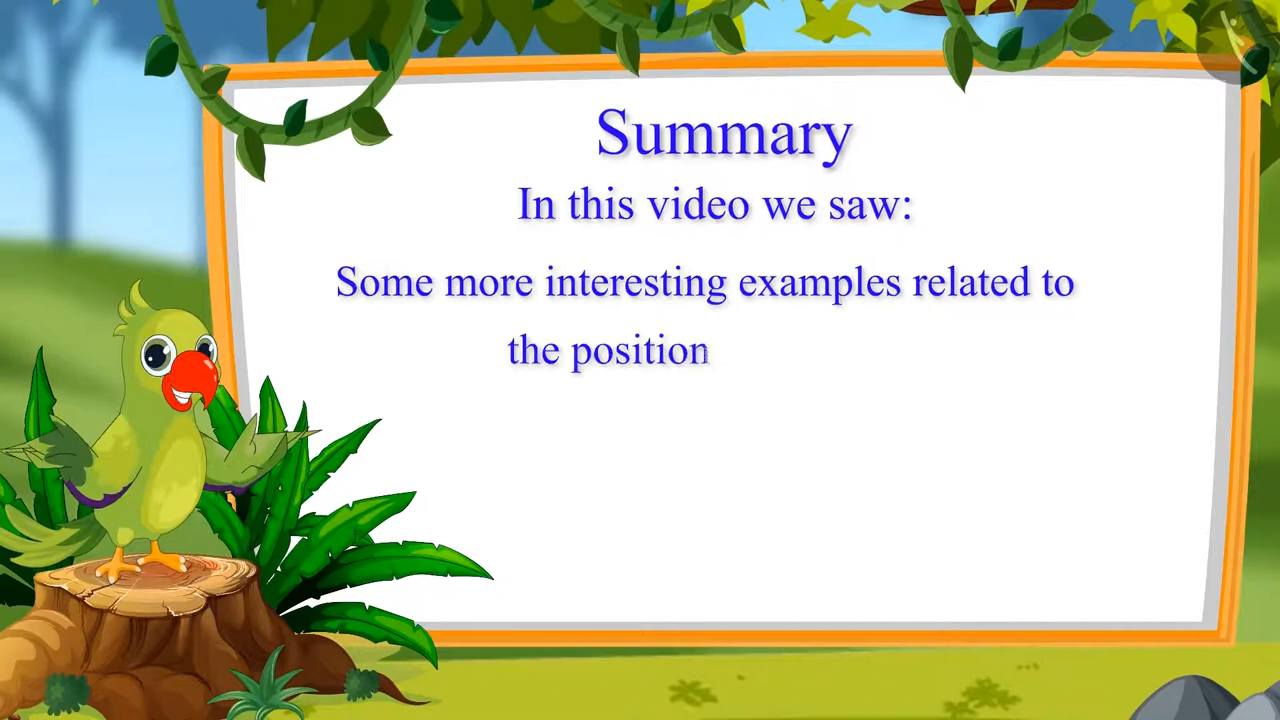 Summary
In this video we saw:
Some more interesting examples related to
the position